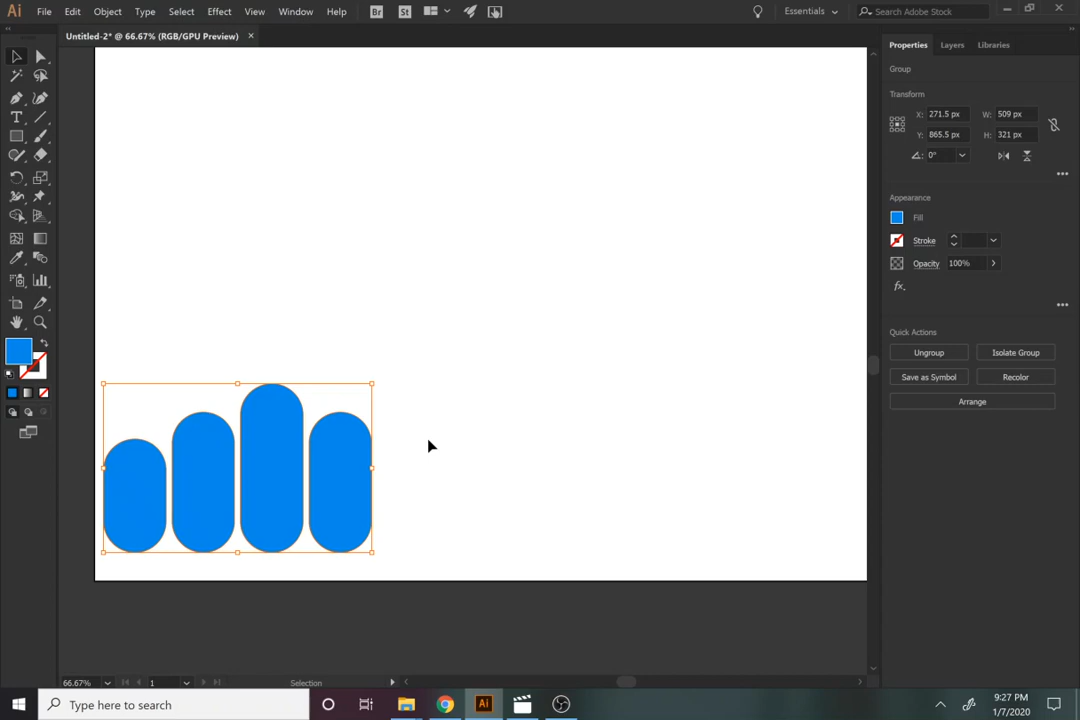 Ai File Edit Object Type Select Effect View Window Help Br St Essentials Search Adobe Stock
Untitled-2* @ 66.67% (RGB/GPU Preview) ×
Properties Layers Libraries
Group
Transform
X: 271.5 px W: 509 px
Y: 865.5 px H: 321 px
0°
Appearance
Fill
Stroke
Opacity 100%
fx.
Quick Actions
Ungroup Isolate Group
Save as Symbol Recolor
Arrange
66.67% 1 Selection
Type here to search Ai 9:27 PM
1/7/2020